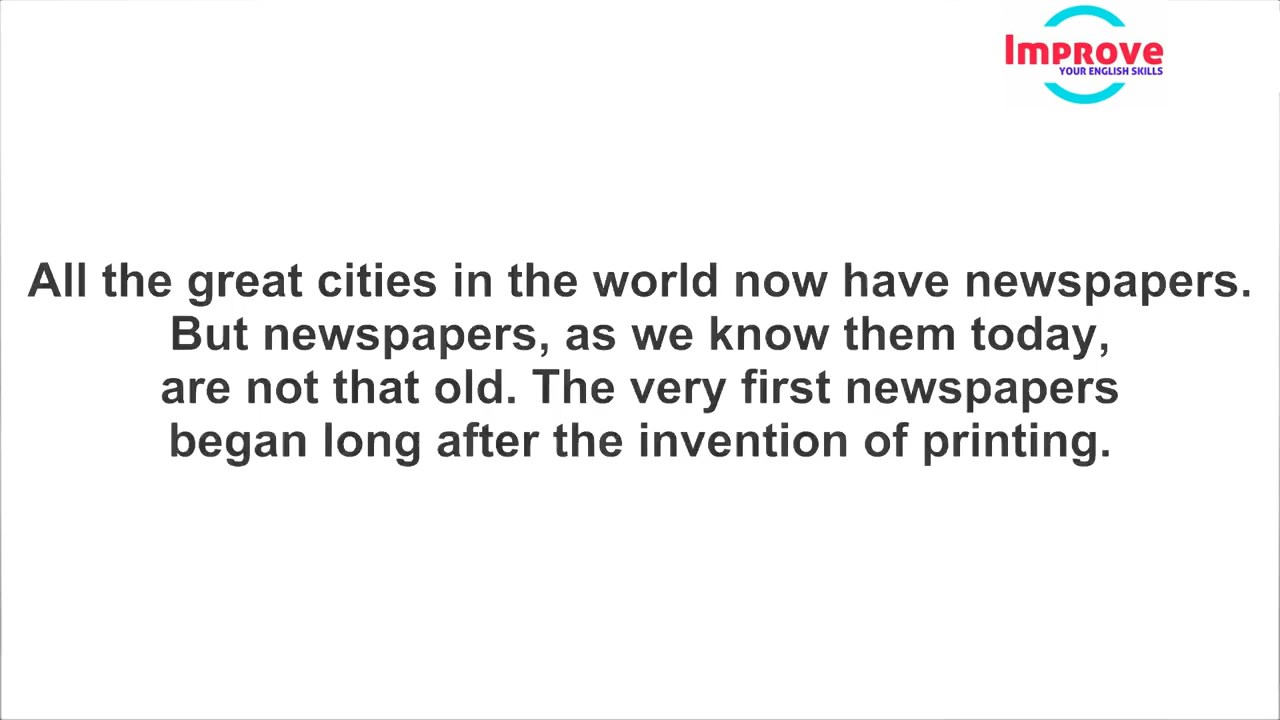 Improve
YOUR ENGLISH SKILLS
All the great cities in the world now have newspapers.
But newspapers, as we know them today,
are not that old. The very first newspapers
began long after the invention of printing.